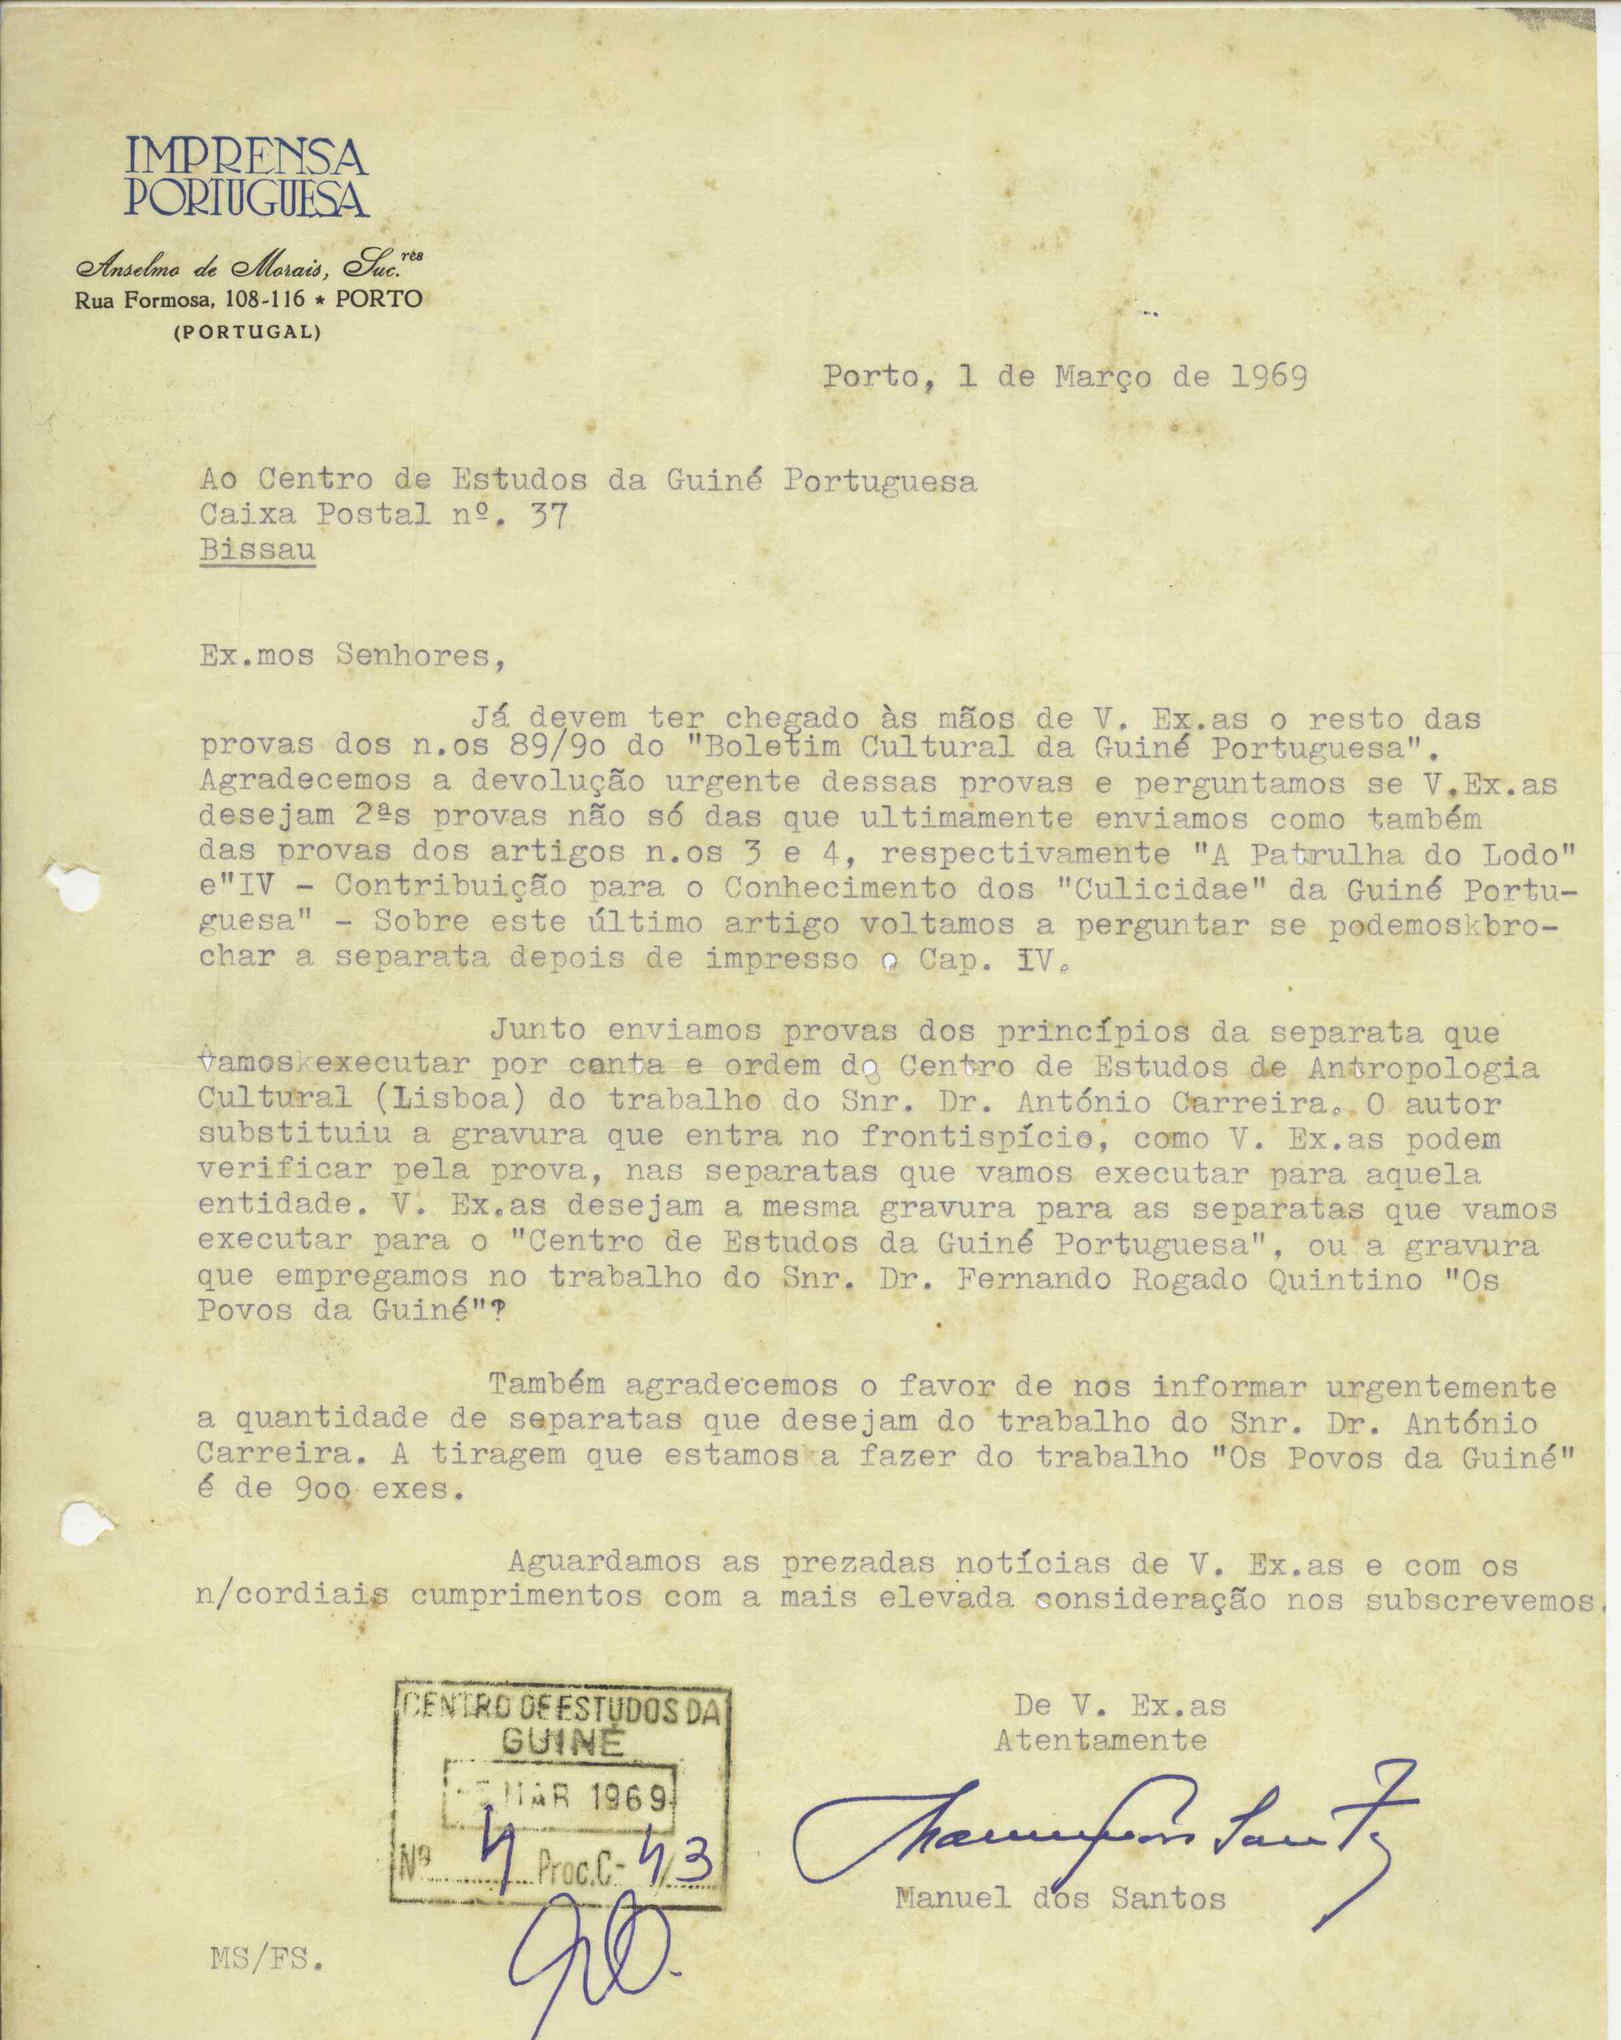 IMPRENSA
PORTUGUESA
Anselmo de Morais, Suc.res
Rua Formosa, 108-116 * PORTO
(PORTUGAL)
Porto, 1 de Março de 1969
Ao Centro de Estudos da Guiné Portuguesa
Caixa Postal nº. 37
Bissau
Ex.mos Senhores,
Já devem ter chegado às mãos de V. Ex.as o resto das
provas dos n.os 89/9o do "Boletim Cultural da Guiné Portuguesa".
Agradecemos a devolução urgente dessas provas e perguntamos se V.Ex.as
desejam 2ªs provas não só das que ultimamente enviamos como também
das provas dos artigos n.os 3 e 4, respectivamente "A Patrulha do Lodo"
e"IV - Contribuição para o Conhecimento dos "Culicidae" da Guiné Portu-
guesa" - Sobre este último artigo voltamos a perguntar se podemoskbro-
char a separata depois de impresso o Cap. IV.
Junto enviamos provas dos princípios da separata que
vamoskexecutar por conta e ordem do Centro de Estudos de Antropologia
Cultural (Lisboa) do trabalho do Snr. Dr. António Carreira. O autor
substituiu a gravura que entra no frontispício, como V. Ex.as podem
verificar pela prova, nas separatas que vamos executar para aquela
entidade. V. Ex.as desejam a mesma gravura para as separatas que vamos
executar para o "Centro de Estudos da Guiné Portuguesa", ou a gravura
que empregamos no trabalho do Snr. Dr. Fernando Rogado Quintino "Os
Povos da Guiné"?
Também agradecemos o favor de nos informar urgentemente
a quantidade de separatas que desejam do trabalho do Snr. Dr. António
Carreira. A tiragem que estamos a fazer do trabalho "Os Povos da Guiné"
é de 9oo exes.
Aguardamos as prezadas notícias de V. Ex.as e com os
n/cordiais cumprimentos com a mais elevada consideração nos subscrevemos.
De V. Ex.as
Atentamente
Manuel dos Santos
CENTRO DE ESTUDOS DA
GUINÉ
MAR 1969
Nº 4 Proc.C- 4/3
MS/FS.